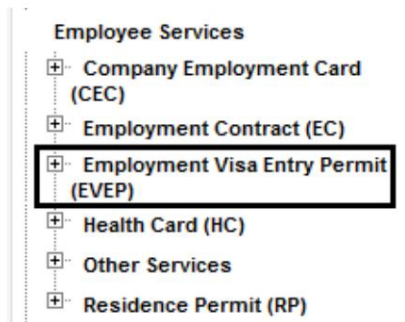 Employee Services
Company Employment Card
(CEC)
Employment Contract (EC)
Employment Visa Entry Permit
(EVEP)
Health Card (HC)
Other Services
Residence Permit (RP)